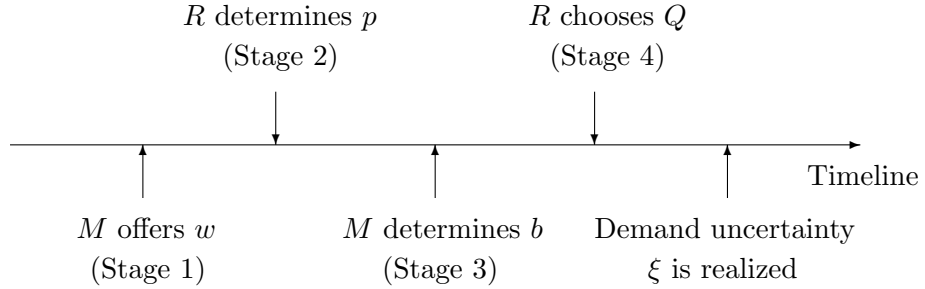 R determines p
(Stage 2)
R chooses Q
(Stage 4)
Timeline
M offers w
(Stage 1)
M determines b
(Stage 3)
Demand uncertainty
ξ is realized